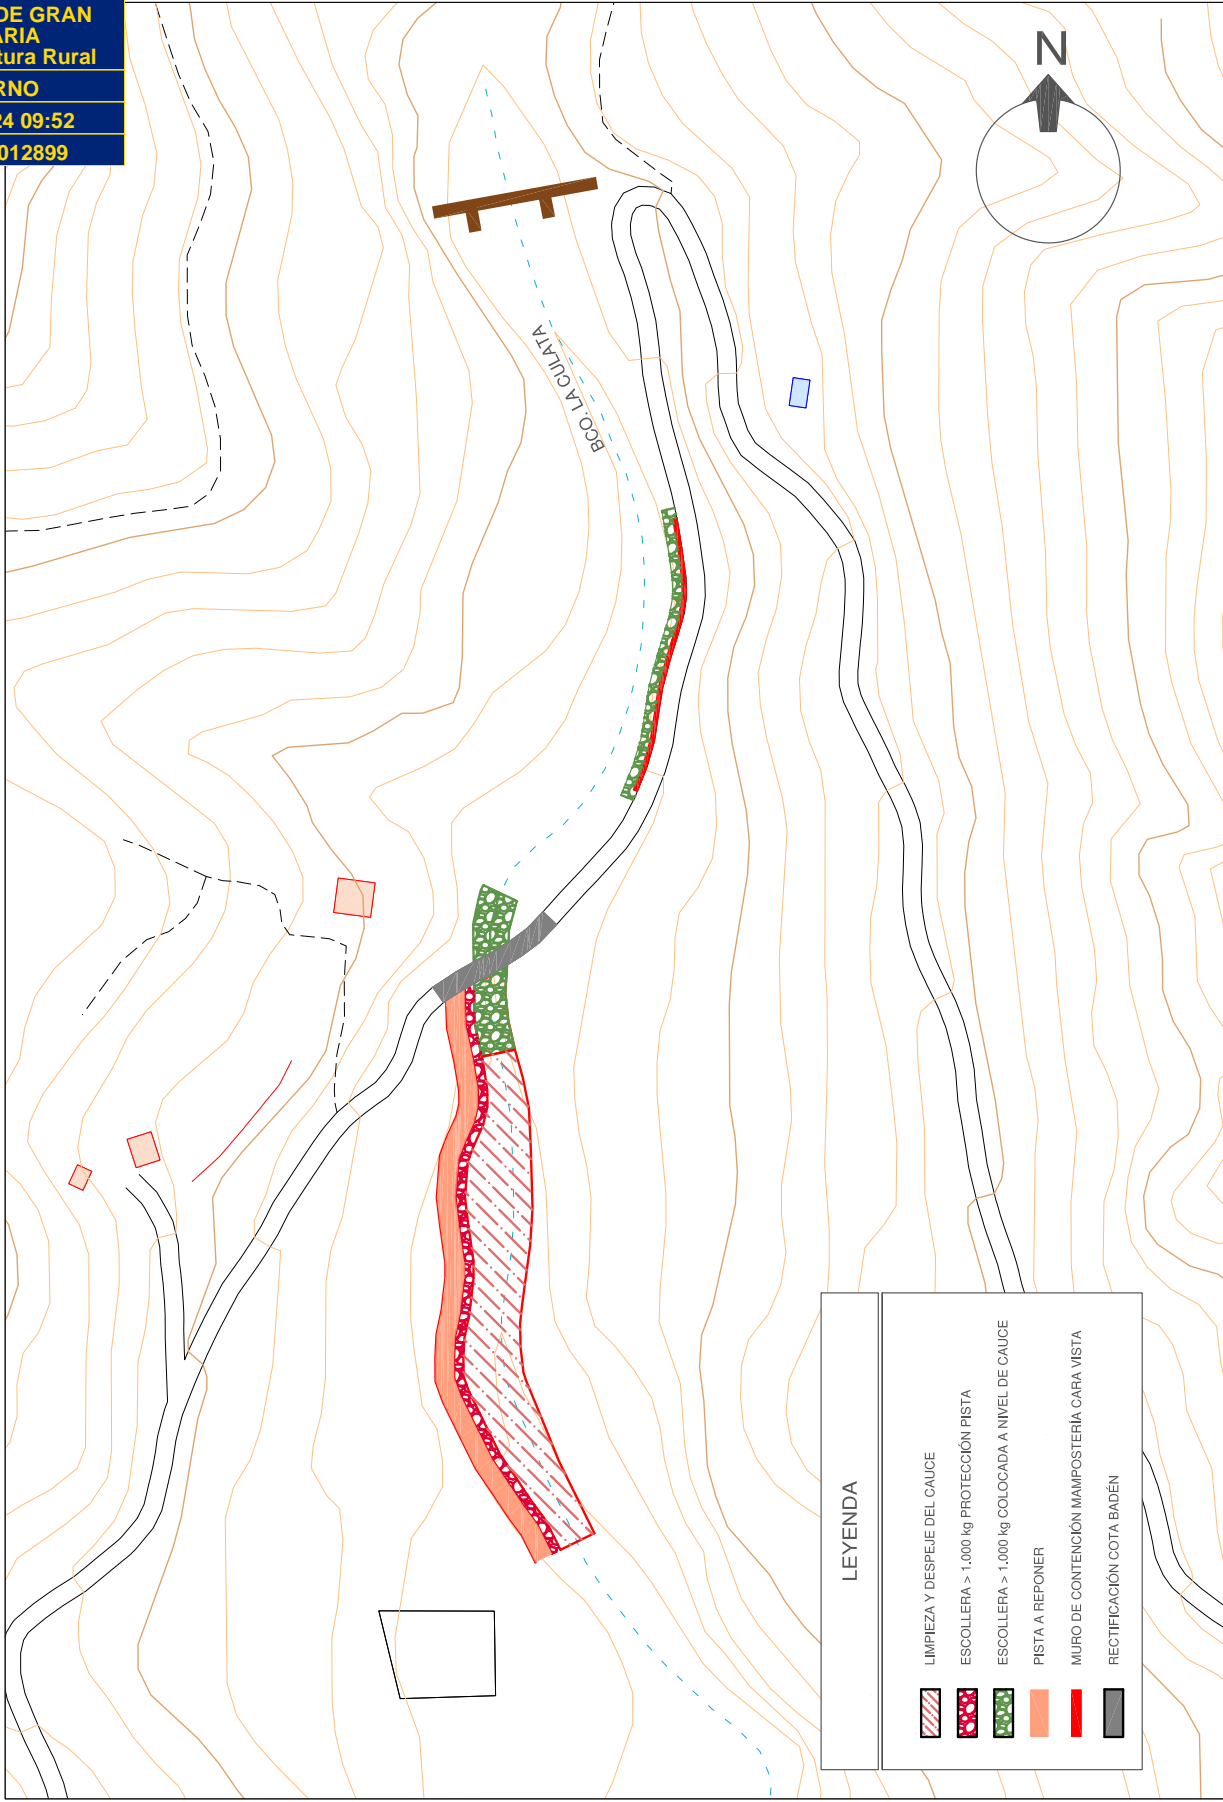 DE GRAN
ARIA
tura Rural
RNO
24 09:52
012899
N
BCO. LA CULATA
LEYENDA
LIMPIEZA Y DESPEJE DEL CAUCE
ESCOLLERA > 1.000 kg PROTECCIÓN PISTA
ESCOLLERA > 1.000 kg COLOCADA A NIVEL DE CAUCE
PISTA A REPONER
MURO DE CONTENCIÓN MAMPOSTERÍA CARA VISTA
RECTIFICACIÓN COTA BADÉN